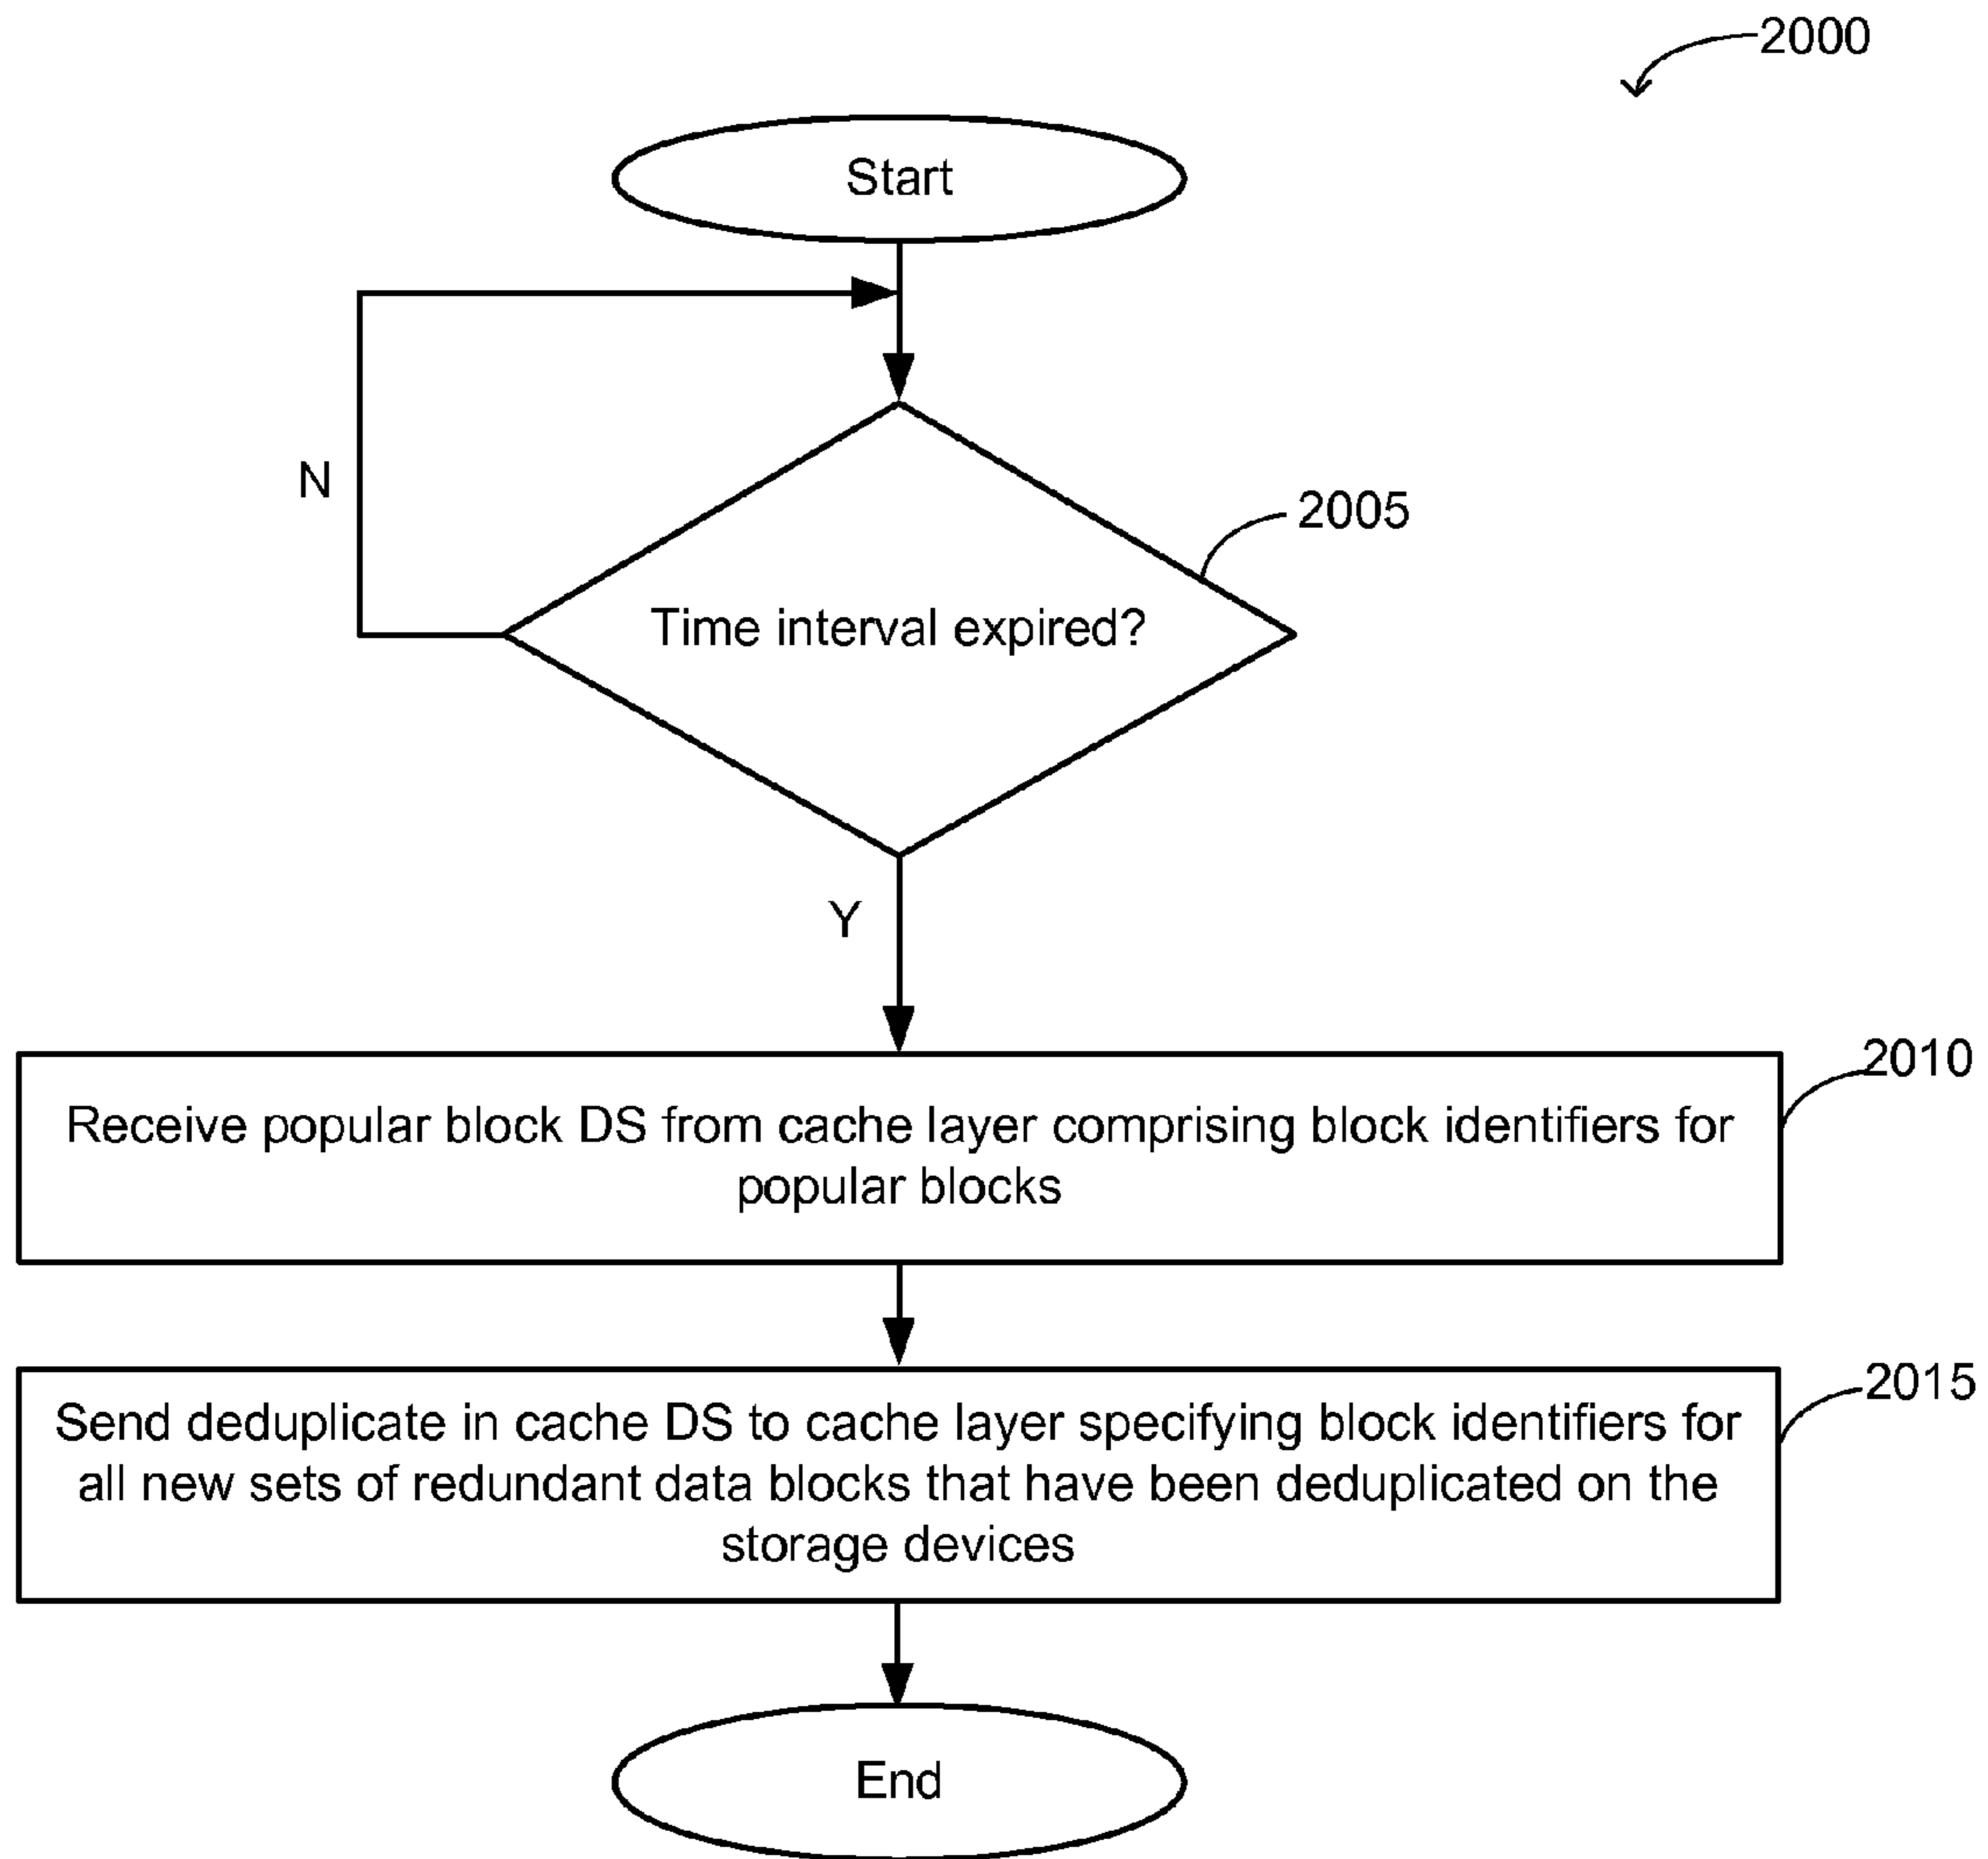 2000
Start
N
2005
Time interval expired?
Y
2010
Receive popular block DS from cache layer comprising block identifiers for
popular blocks
2015
Send deduplicate in cache DS to cache layer specifying block identifiers for
all new sets of redundant data blocks that have been deduplicated on the
storage devices
End